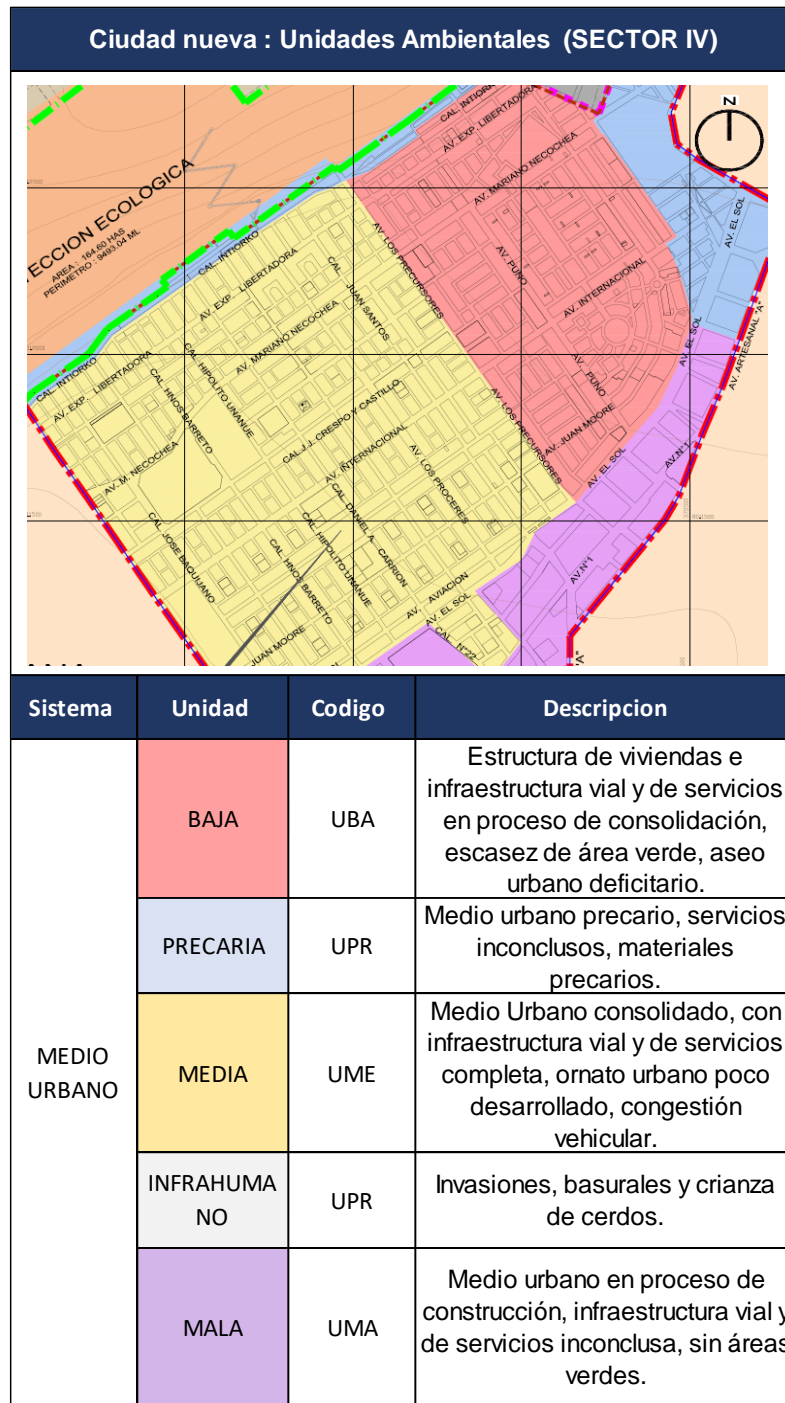 Ciudad nueva : Unidades Ambientales (SECTOR IV)
CAL. INTIORK
AV. EXP. LIBERTADORA
AV. MARIANO NECOCHEA
N
TECCION ECOLOGICA
AREA : 164.60 HAS
PERIMETRO : 9493.04 ML
CAL. INTIORKO
AV. EXP. LIBERTADORA
CAL. JUAN SANTOS
AV. LOS PRECURSORES
AV. PUNO
AV. INTERNACIONAL
AV. EL SOL
AV. MARIANO NECOCHEA
CAL. INTIORKO
AV. EXP. LIBERTADORA
CAL. HIPOLITO UNANUE
CAL. HNOS BARRETO
AV. EL SOL
AV. ARTESANAL "A"
AV. PUNO
CAL J.J. CRESPO Y CASTILLO
AV. LOS PRECURSORES
AV. JUAN MOORE
AV. INTERNACIONAL
AV. M. NECOCHEA
AV. LOS PROCERES
AV. EL SOL
AV.N°1
CAL. DANIEL A. CARRION
CAL. JOSE BAQUIJANO
CAL. HIPOLITO UNANUE
CAL. HNOS BARRETO
AV.N°1
AV. AVIACION
AV. EL SOL
JUAN MOORE
CAL. N°22
"A"
Sistema Unidad Codigo Descripcion
MEDIO
URBANO
BAJA
UBA
Estructura de viviendas e
infraestructura vial y de servicios
en proceso de consolidación,
escasez de área verde, aseo
urbano deficitario.
PRECARIA
UPR
Medio urbano precario, servicios
inconclusos, materiales
precarios.
MEDIA
UME
Medio Urbano consolidado, con
infraestructura vial y de servicios
completa, ornato urbano poco
desarrollado, congestión
vehicular.
INFRAHUMA
NO
UPR
Invasiones, basurales y crianza
de cerdos.
MALA
UMA
Medio urbano en proceso de
construcción, infraestructura vial y
de servicios inconclusa, sin áreas
verdes.